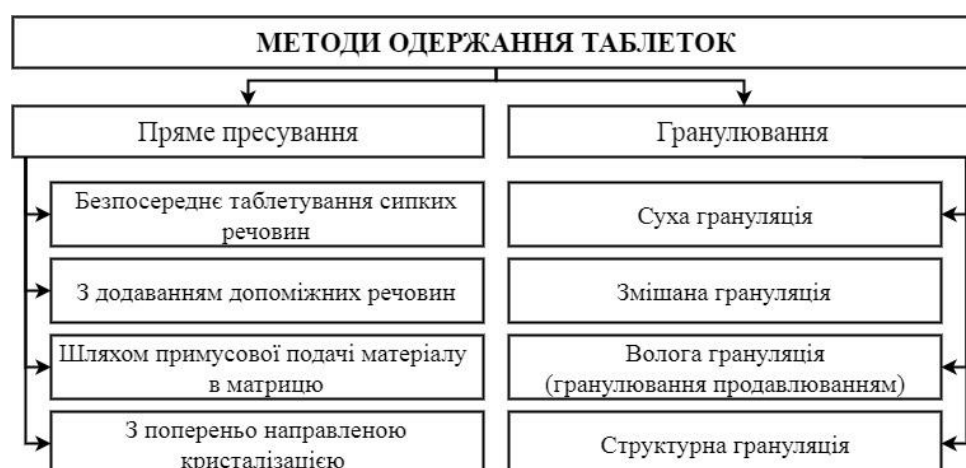 МЕТОДИ ОДЕРЖАННЯ ТАБЛЕТОК
Пряме пресування
Безпосереднє таблетування сипких
речовин
З додаванням допоміжних речовин
Шляхом примусової подачі матеріалу
в матрицю
З попереньо направленою
кристалізацією
Гранулювання
Суха грануляція
Змішана грануляція
Волога грануляція
(гранулювання продавлюванням)
Структурна грануляція